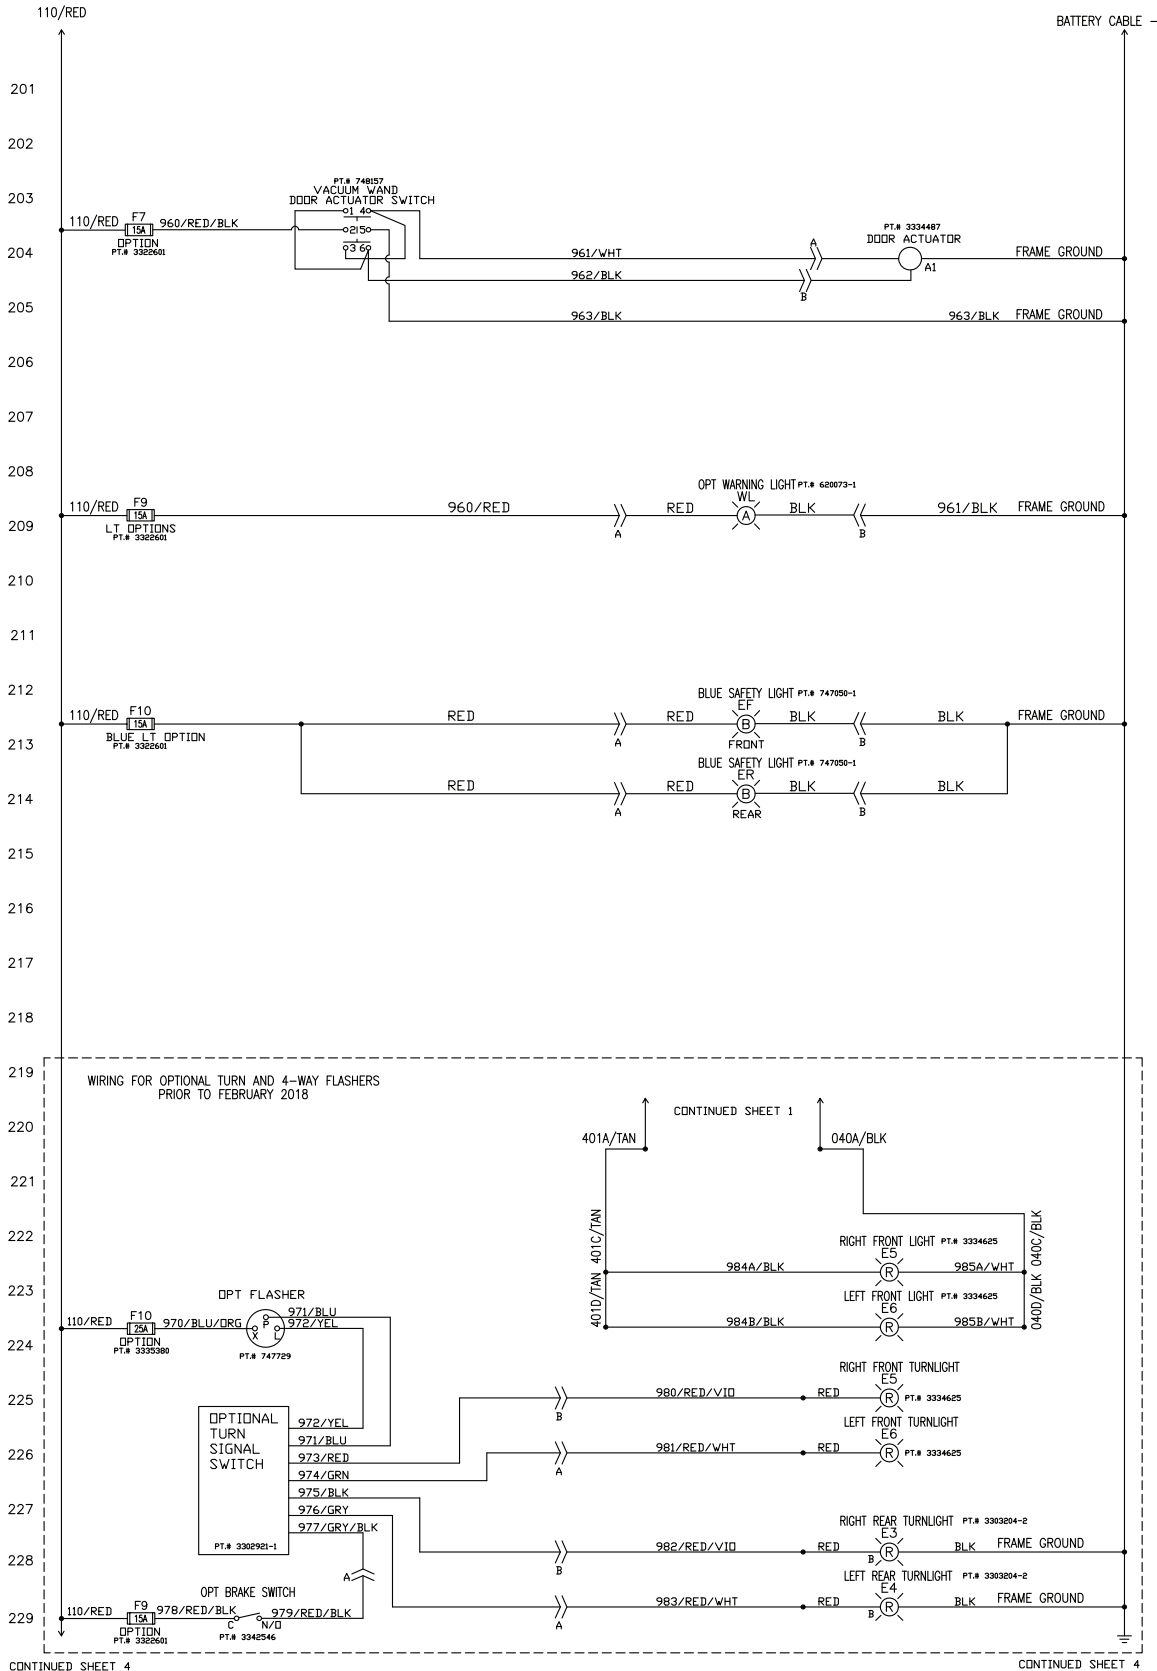 110/RED
BATTERY CABLE -
201
202
203
PT.# 748157
VACUUM WAND
DOOR ACTUATOR SWITCH
1 4
2 5
3 6
110/RED
F7
15A
OPTION
PT.# 3322601
960/RED/BLK
204
961/WHT
A
PT.# 3334487
DOOR ACTUATOR
A1
FRAME GROUND
962/BLK
B
205
963/BLK
963/BLK
FRAME GROUND
206
207
208
OPT WARNING LIGHT PT.# 620073-1
WL
110/RED
F9
15A
LT OPTIONS
PT.# 3322601
960/RED
A
RED
A
BLK
B
961/BLK
FRAME GROUND
209
210
211
212
BLUE SAFETY LIGHT PT.# 747050-1
EF
110/RED
F10
15A
BLUE LT OPTION
PT.# 3322601
RED
A
RED
B
FRONT
BLK
B
BLK
FRAME GROUND
213
BLUE SAFETY LIGHT PT.# 747050-1
ER
RED
A
RED
B
REAR
BLK
B
BLK
214
215
216
217
218
219
WIRING FOR OPTIONAL TURN AND 4-WAY FLASHERS
PRIOR TO FEBRUARY 2018
220
CONTINUED SHEET 1
401A/TAN
040A/BLK
221
222
401C/TAN
040C/BLK
RIGHT FRONT LIGHT PT.# 3334625
E5
984A/BLK
R
985A/WHT
223
401D/TAN
040D/BLK
LEFT FRONT LIGHT PT.# 3334625
E6
984B/BLK
R
985B/WHT
OPT FLASHER
110/RED
F10
25A
OPTION
PT.# 3335380
970/BLU/ORG
P
X L
971/BLU
972/YEL
PT.# 747729
224
RIGHT FRONT TURNLIGHT
E5
225
980/RED/VIO
B
RED
R
PT.# 3334625
OPTIONAL
TURN
SIGNAL
SWITCH
PT.# 3302921-1
972/YEL
971/BLU
973/RED
974/GRN
975/BLK
976/GRY
977/GRY/BLK
LEFT FRONT TURNLIGHT
E6
226
981/RED/WHT
A
RED
R
PT.# 3334625
227
RIGHT REAR TURNLIGHT PT.# 3303204-2
E3
228
982/RED/VIO
B
RED
B
R
BLK
FRAME GROUND
A
LEFT REAR TURNLIGHT PT.# 3303204-2
E4
983/RED/WHT
A
RED
B
R
BLK
FRAME GROUND
229
OPT BRAKE SWITCH
110/RED
F9
15A
OPTION
PT.# 3322601
978/RED/BLK
C
N/O
979/RED/BLK
PT.# 3342546
CONTINUED SHEET 4
CONTINUED SHEET 4